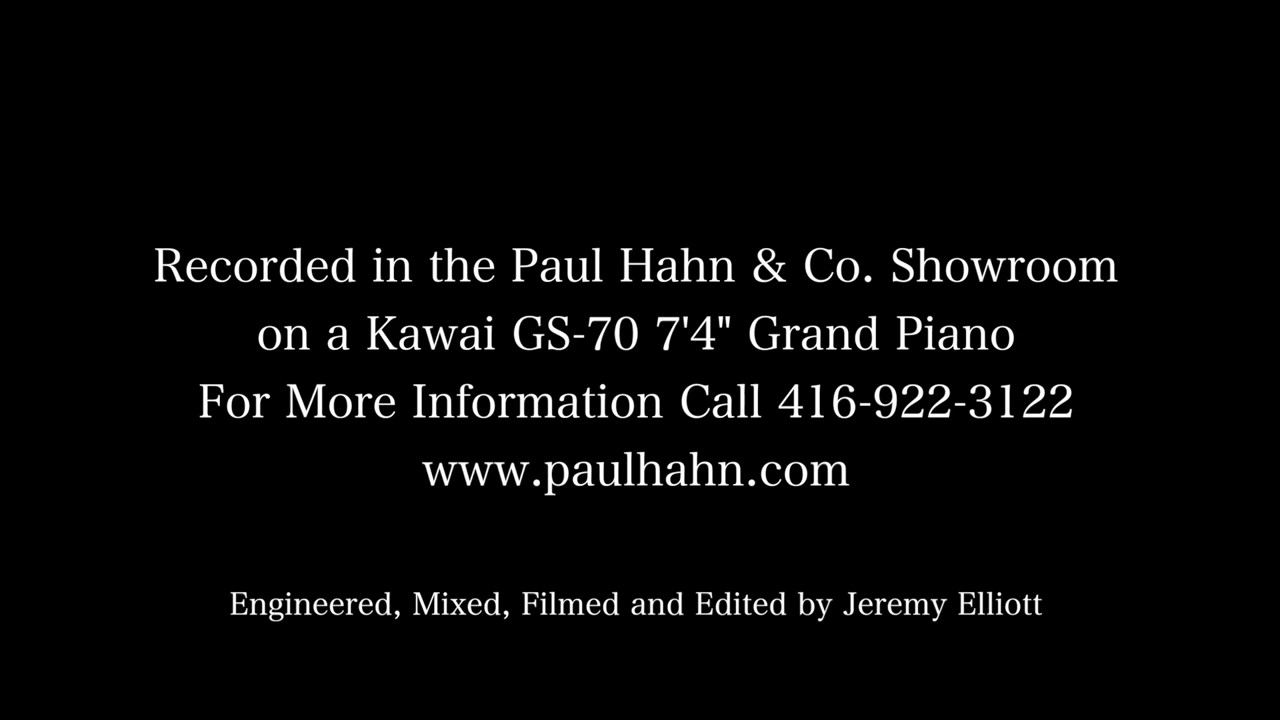 Recorded in the Paul Hahn & Co. Showroom
on a Kawai GS-70 7'4" Grand Piano
For More Information Call 416-922-3122
www.paulhahn.com
Engineered, Mixed, Filmed and Edited by Jeremy Elliott